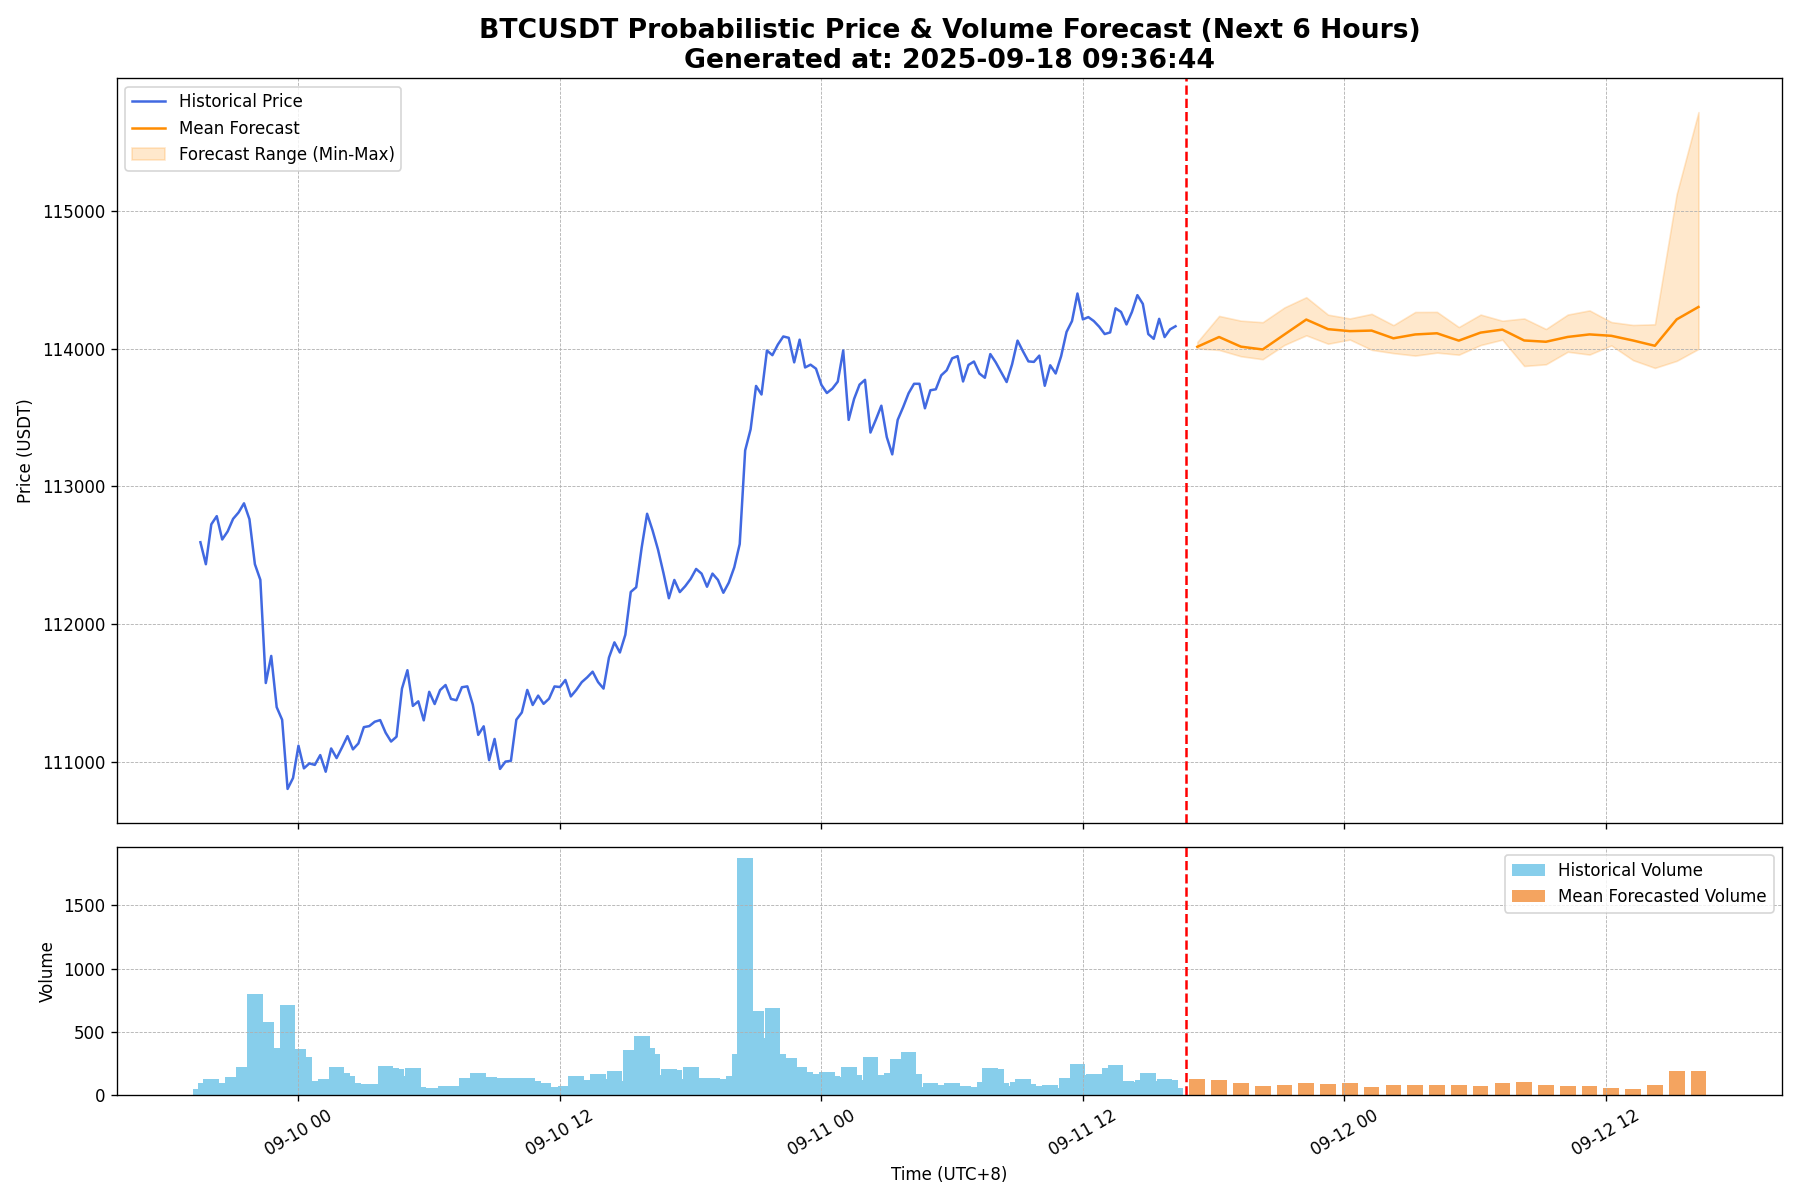 BTCUSDT Probabilistic Price & Volume Forecast (Next 6 Hours)
Generated at: 2025-09-18 09:36:44
Historical Price
Mean Forecast
Forecast Range (Min-Max)
115000
114000
113000
112000
111000
Price (USDT)
Historical Volume
Mean Forecasted Volume
1500
1000
500
0
Volume
09-10 00
09-10 12
09-11 00
09-11 12
09-12 00
09-12 12
Time (UTC+8)